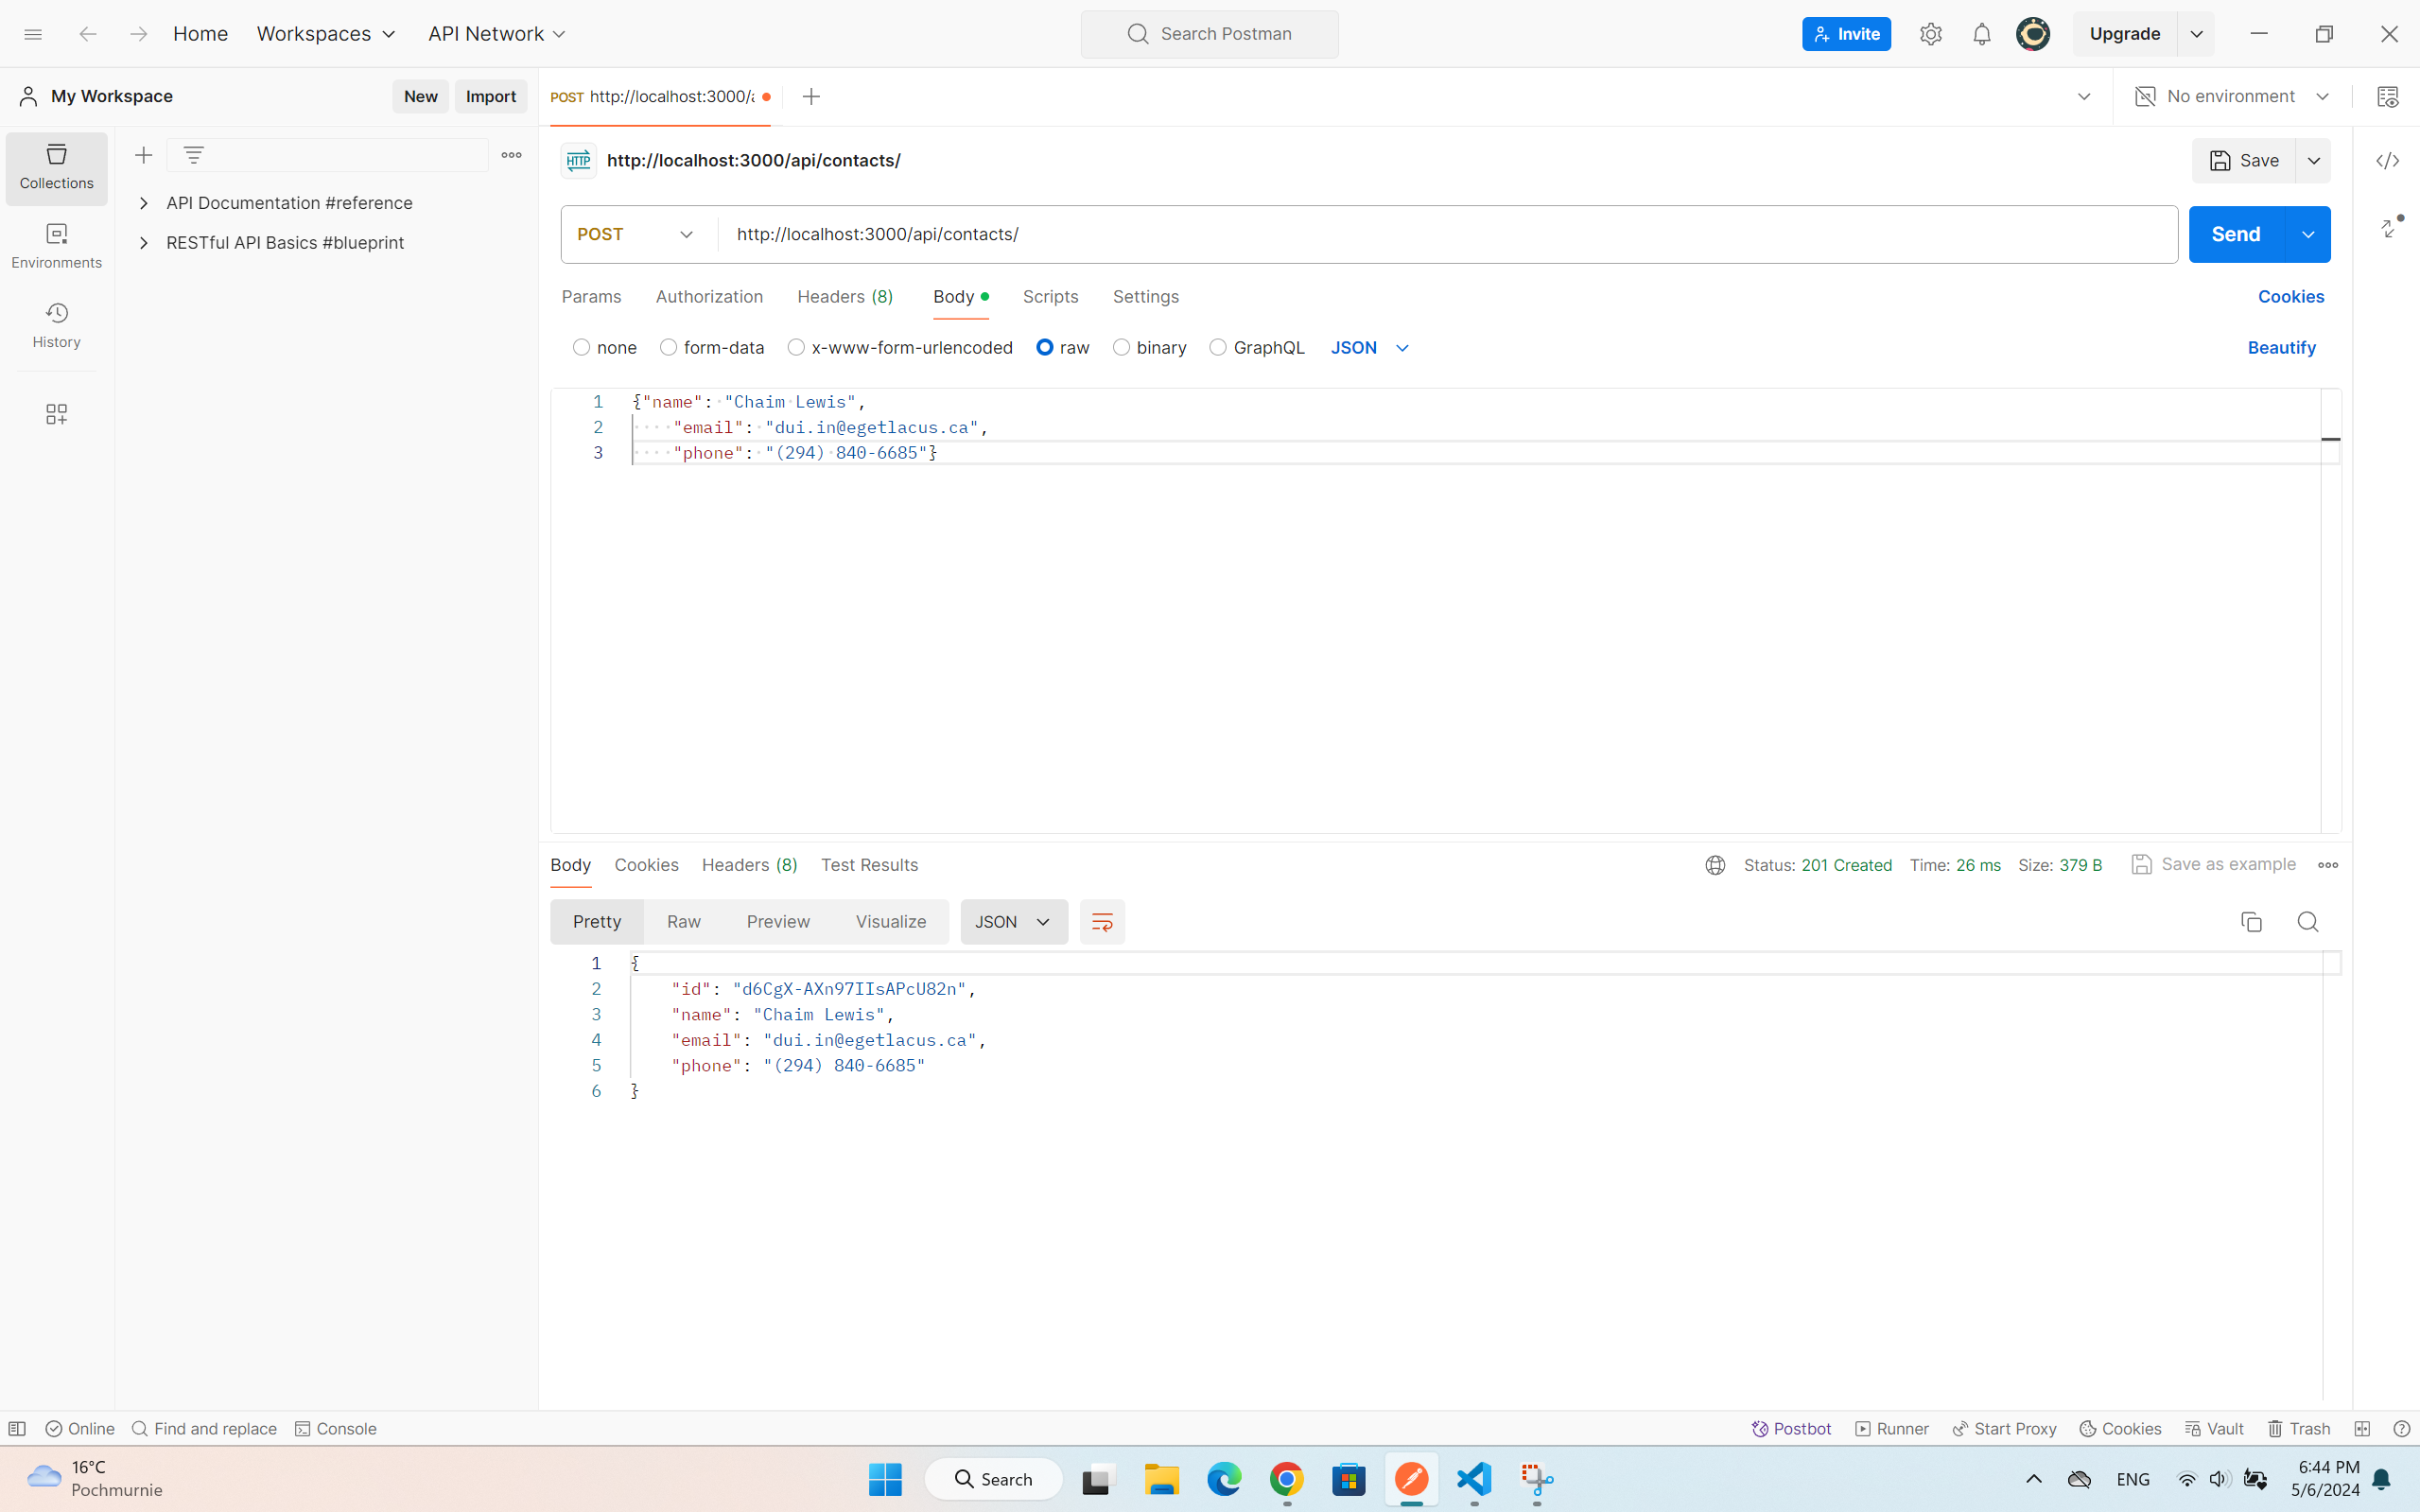 Home Workspaces API Network Search Postman Invite Upgrade
My Workspace New Import POST http://localhost:3000/a No environment
Collections
Environments
History
API Documentation #reference
RESTful API Basics #blueprint
HTTP http://localhost:3000/api/contacts/ Save
POST http://localhost:3000/api/contacts/ Send
Params Authorization Headers (8) Body Scripts Settings Cookies
none form-data x-www-form-urlencoded raw binary GraphQL JSON Beautify
1 {"name": "Chaim Lewis",
2 "email": "dui.in@egetlacus.ca",
3 "phone": "(294) 840-6685"}
Body Cookies Headers (8) Test Results Status: 201 Created Time: 26 ms Size: 379 B Save as example
Pretty Raw Preview Visualize JSON
1 {
2 "id": "d6CgX-AXn97IIsAPcU82n",
3 "name": "Chaim Lewis",
4 "email": "dui.in@egetlacus.ca",
5 "phone": "(294) 840-6685"
6 }
Online Find and replace Console Postbot Runner Start Proxy Cookies Vault Trash
16°C
Pochmurnie
Search
ENG
6:44 PM
5/6/2024